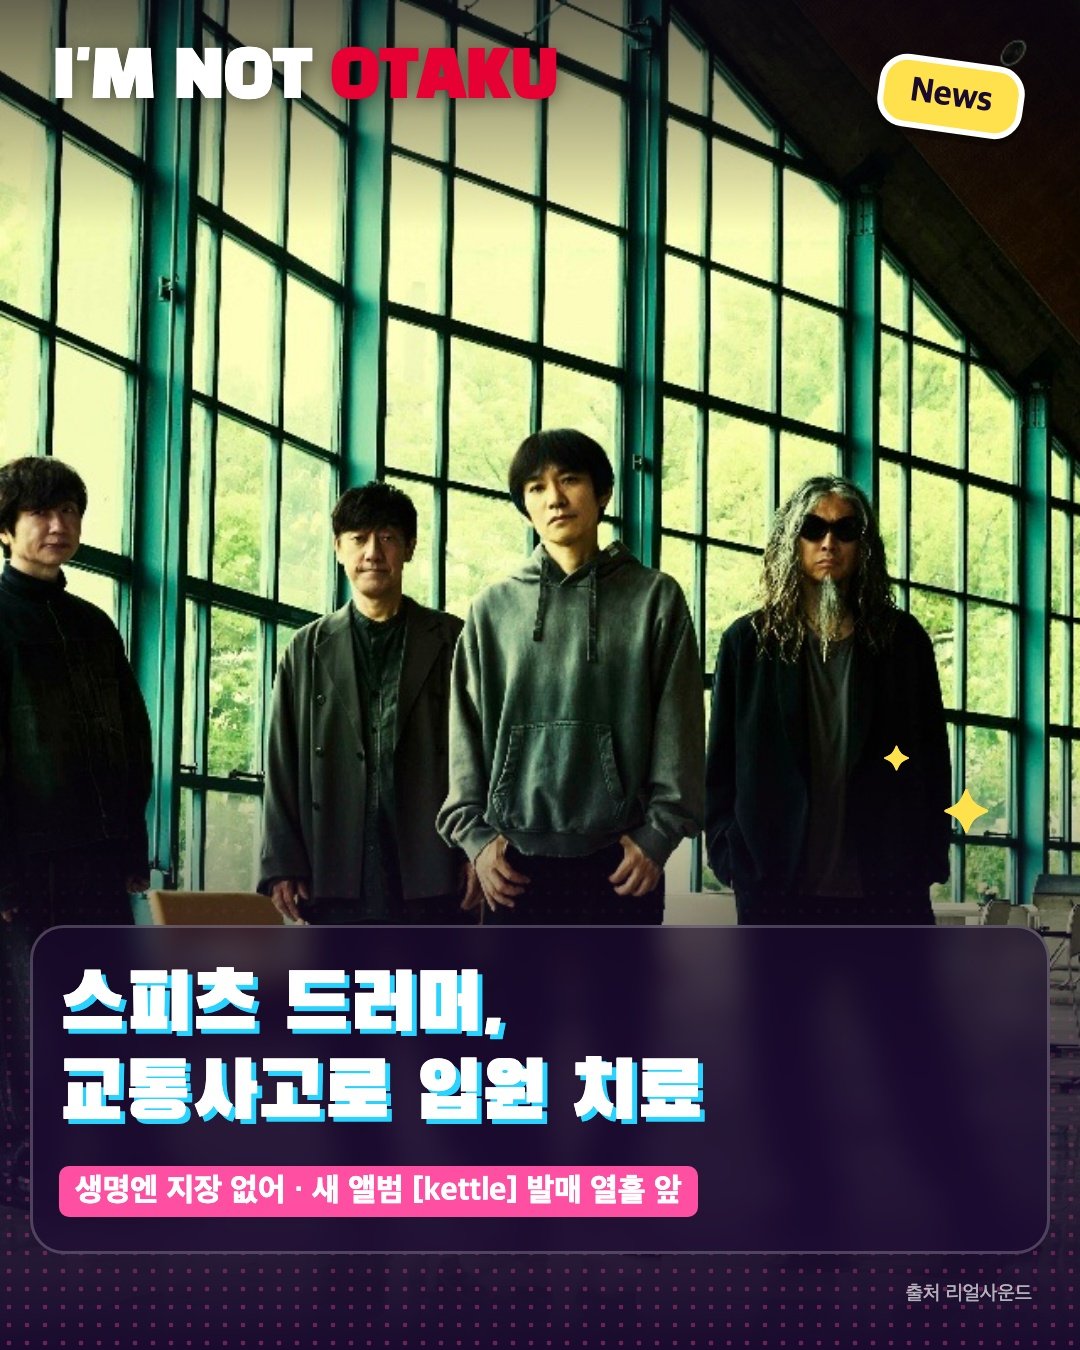 I'M NOT OTAKU
News
스피츠 드러머,
교통사고로 입원 치료
생명엔 지장 없어 · 새 앨범 [kettle] 발매 열흘 앞
출처 리얼사운드